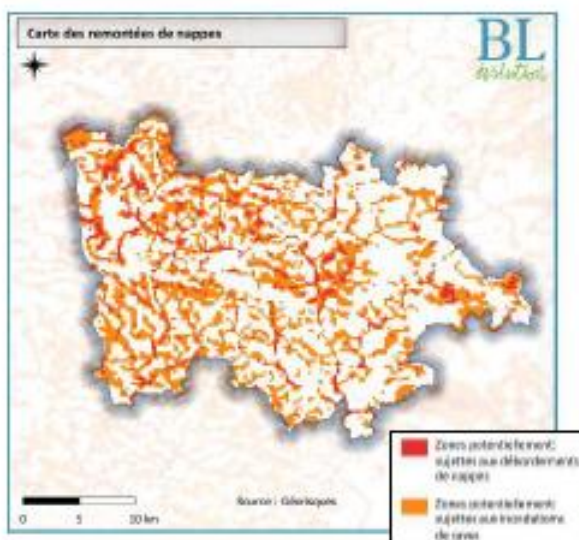 Carte des remontées de nappes
BL
évolution
Zones potentiellement
sujettes aux débordements
de nappes
Source : Géorisques
Zones potentiellement
sujettes aux inondations
de caves
0 5 10 km